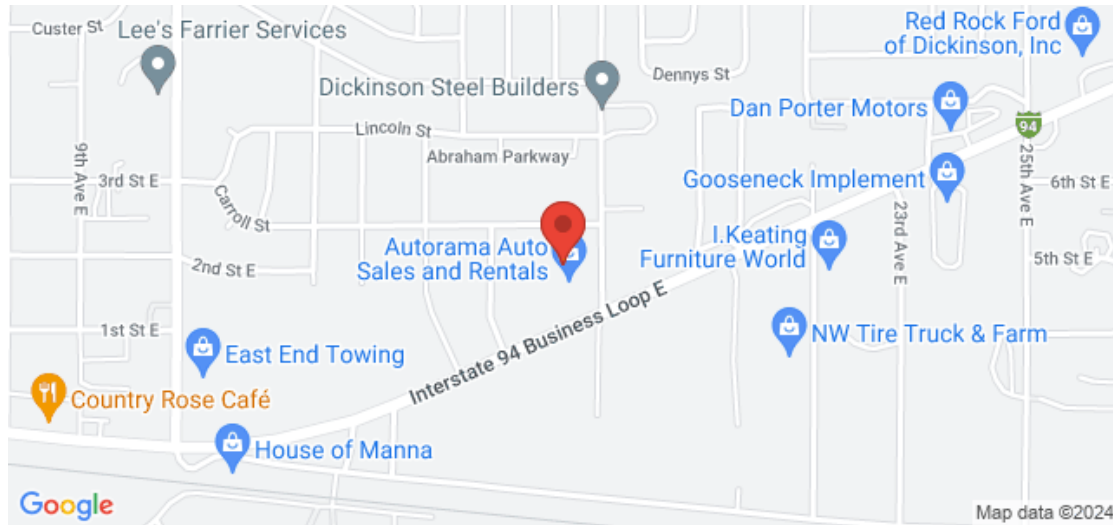 Custer St
Lee's Farrier Services
Red Rock Ford
of Dickinson, Inc
Dennys St
Dickinson Steel Builders
Dan Porter Motors
94
Lincoln St
Abraham Parkway
9th Ave E
3rd St E
25th Ave E
Gooseneck Implement
6th St E
Carroll St
23rd Ave E
Autorama Auto
Sales and Rentals
I.Keating
Furniture World
2nd St E
5th St E
Interstate 94 Business Loop E
1st St E
East End Towing
NW Tire Truck & Farm
Country Rose Café
House of Manna
Google
Map data ©2024